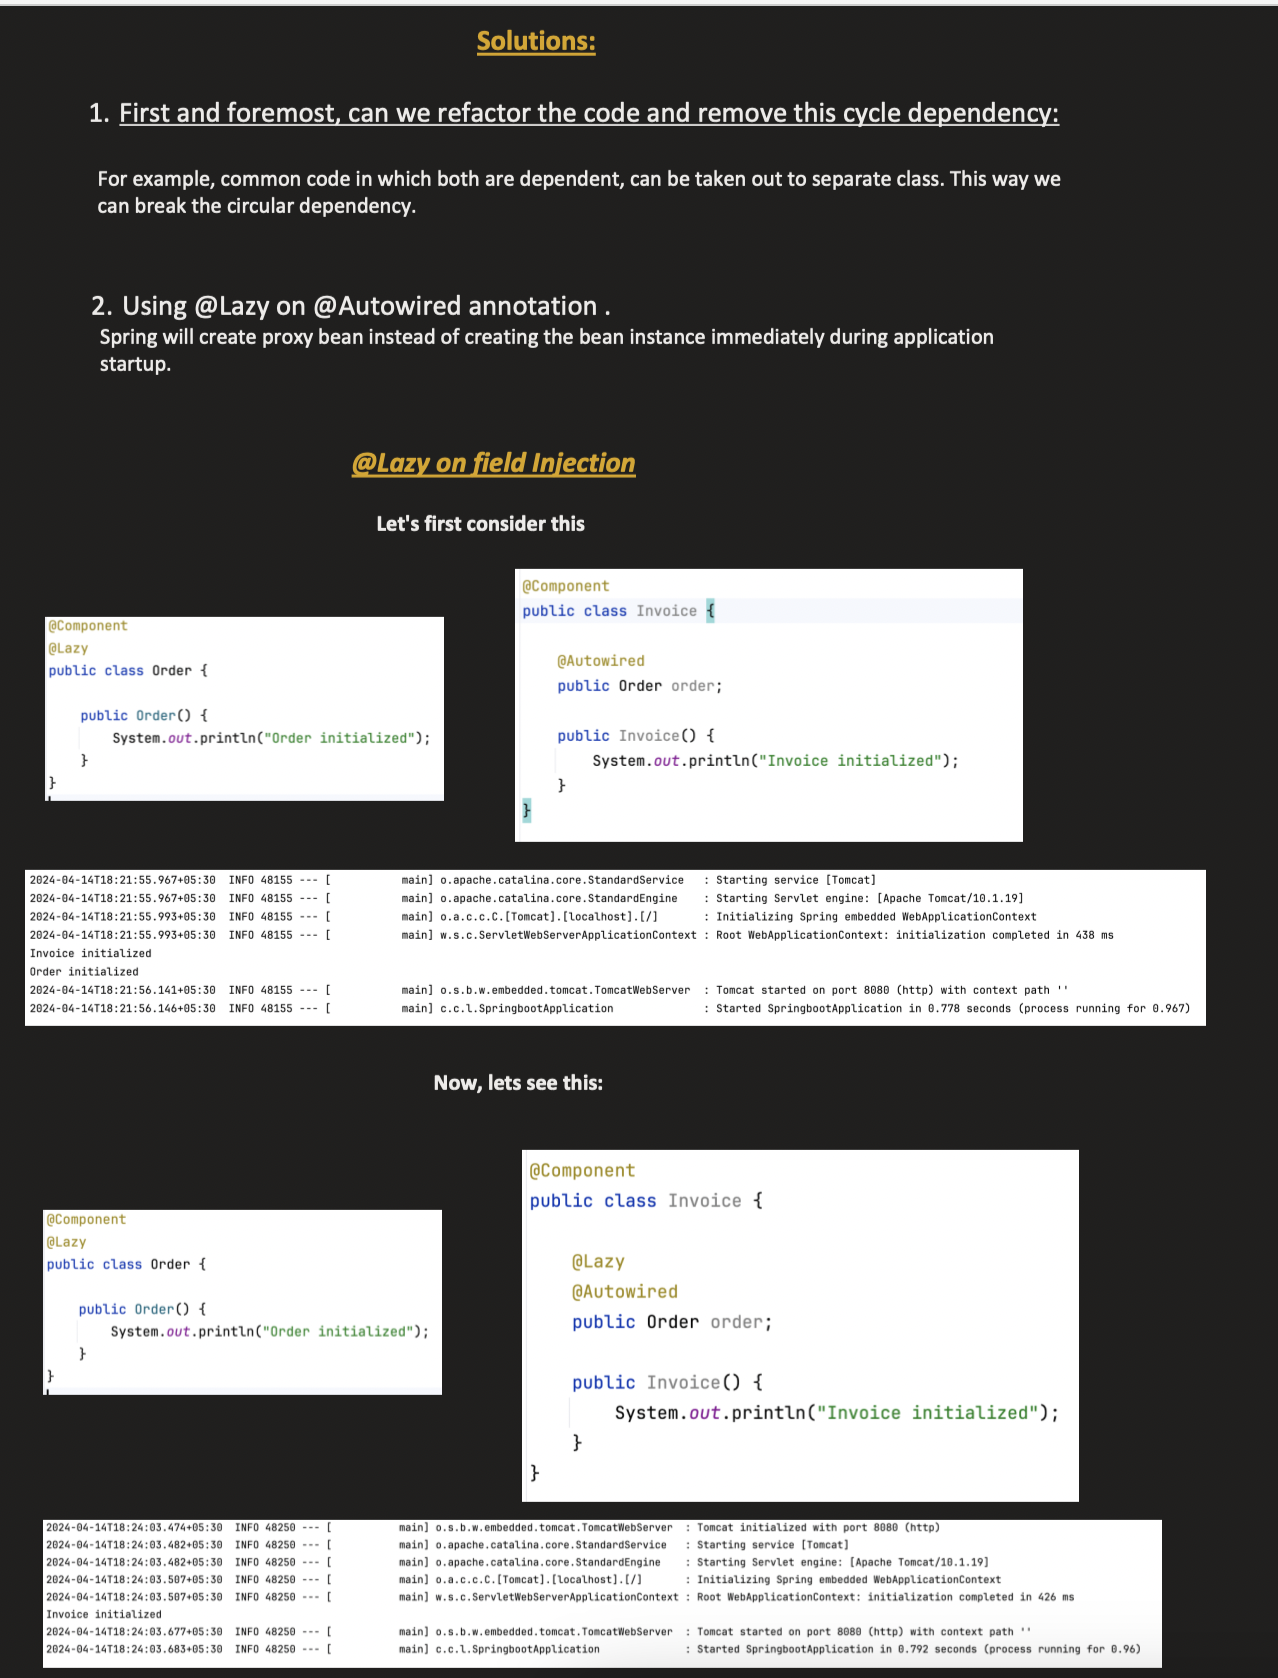 Solutions:
1. First and foremost, can we refactor the code and remove this cycle dependency:
For example, common code in which both are dependent, can be taken out to separate class. This way we
can break the circular dependency.
2. Using @Lazy on @Autowired annotation .
Spring will create proxy bean instead of creating the bean instance immediately during application
startup.
@Lazy on field Injection
Let's first consider this
@Component
@Lazy
public class Order {
public Order() {
System.out.println("Order initialized");
}
}
@Component
public class Invoice {
@Autowired
public Order order;
public Invoice() {
System.out.println("Invoice initialized");
}
}
2024-04-14T18:21:55.967+05:30 INFO 48155 --- [ main] o.apache.catalina.core.StandardService : Starting service [Tomcat]
2024-04-14T18:21:55.967+05:30 INFO 48155 --- [ main] o.apache.catalina.core.StandardEngine : Starting Servlet engine: [Apache Tomcat/10.1.19]
2024-04-14T18:21:55.993+05:30 INFO 48155 --- [ main] o.a.c.c.C.[Tomcat].[localhost].[/] : Initializing Spring embedded WebApplicationContext
2024-04-14T18:21:55.993+05:30 INFO 48155 --- [ main] w.s.c.ServletWebServerApplicationContext : Root WebApplicationContext: initialization completed in 438 ms
Invoice initialized
Order initialized
2024-04-14T18:21:56.141+05:30 INFO 48155 --- [ main] o.s.b.w.embedded.tomcat.TomcatWebServer : Tomcat started on port 8080 (http) with context path ''
2024-04-14T18:21:56.146+05:30 INFO 48155 --- [ main] c.c.l.SpringbootApplication : Started SpringbootApplication in 0.778 seconds (process running for 0.967)
Now, lets see this:
@Component
@Lazy
public class Order {
public Order() {
System.out.println("Order initialized");
}
}
@Component
public class Invoice {
@Lazy
@Autowired
public Order order;
public Invoice() {
System.out.println("Invoice initialized");
}
}
2024-04-14T18:24:03.474+05:30 INFO 48250 --- [ main] o.s.b.w.embedded.tomcat.TomcatWebServer : Tomcat initialized with port 8080 (http)
2024-04-14T18:24:03.482+05:30 INFO 48250 --- [ main] o.apache.catalina.core.StandardService : Starting service [Tomcat]
2024-04-14T18:24:03.482+05:30 INFO 48250 --- [ main] o.apache.catalina.core.StandardEngine : Starting Servlet engine: [Apache Tomcat/10.1.19]
2024-04-14T18:24:03.507+05:30 INFO 48250 --- [ main] o.a.c.c.C.[Tomcat].[localhost].[/] : Initializing Spring embedded WebApplicationContext
2024-04-14T18:24:03.507+05:30 INFO 48250 --- [ main] w.s.c.ServletWebServerApplicationContext : Root WebApplicationContext: initialization completed in 426 ms
Invoice initialized
2024-04-14T18:24:03.677+05:30 INFO 48250 --- [ main] o.s.b.w.embedded.tomcat.TomcatWebServer : Tomcat started on port 8080 (http) with context path ''
2024-04-14T18:24:03.683+05:30 INFO 48250 --- [ main] c.c.l.SpringbootApplication : Started SpringbootApplication in 0.792 seconds (process running for 0.96)